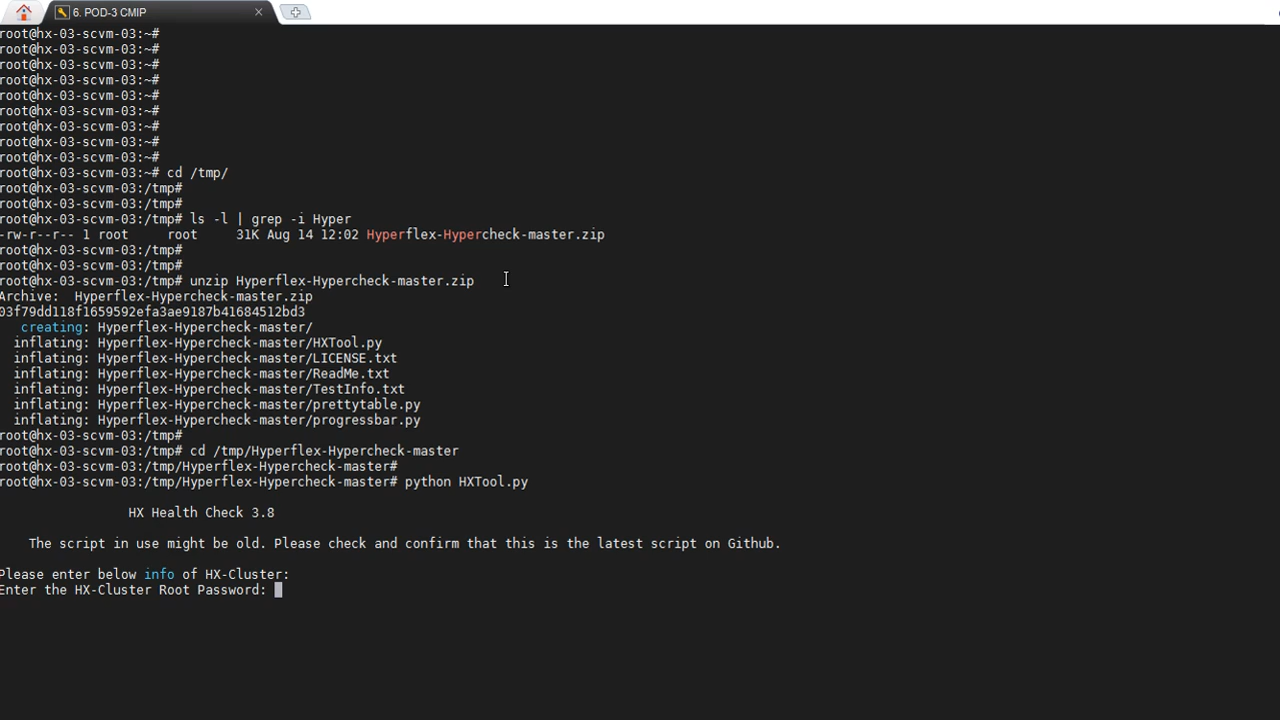 6. POD-3 CMIP
root@hx-03-scvm-03:~#
root@hx-03-scvm-03:~#
root@hx-03-scvm-03:~#
root@hx-03-scvm-03:~#
root@hx-03-scvm-03:~#
root@hx-03-scvm-03:~#
root@hx-03-scvm-03:~#
root@hx-03-scvm-03:~#
root@hx-03-scvm-03:~#
root@hx-03-scvm-03:~# cd /tmp/
root@hx-03-scvm-03:/tmp#
root@hx-03-scvm-03:/tmp#
root@hx-03-scvm-03:/tmp# ls -l | grep -i Hyper
-rw-r--r-- 1 root     root     31K Aug 14 12:02 Hyperflex-Hypercheck-master.zip
root@hx-03-scvm-03:/tmp#
root@hx-03-scvm-03:/tmp#
root@hx-03-scvm-03:/tmp# unzip Hyperflex-Hypercheck-master.zip
Archive:  Hyperflex-Hypercheck-master.zip
03f79dd118f1659592efa3ae9187b41684512bd3
creating: Hyperflex-Hypercheck-master/
inflating: Hyperflex-Hypercheck-master/HXTool.py
inflating: Hyperflex-Hypercheck-master/LICENSE.txt
inflating: Hyperflex-Hypercheck-master/ReadMe.txt
inflating: Hyperflex-Hypercheck-master/TestInfo.txt
inflating: Hyperflex-Hypercheck-master/prettytable.py
inflating: Hyperflex-Hypercheck-master/progressbar.py
root@hx-03-scvm-03:/tmp#
root@hx-03-scvm-03:/tmp# cd /tmp/Hyperflex-Hypercheck-master
root@hx-03-scvm-03:/tmp/Hyperflex-Hypercheck-master#
root@hx-03-scvm-03:/tmp/Hyperflex-Hypercheck-master# python HXTool.py
HX Health Check 3.8
The script in use might be old. Please check and confirm that this is the latest script on Github.
Please enter below info of HX-Cluster:
Enter the HX-Cluster Root Password: